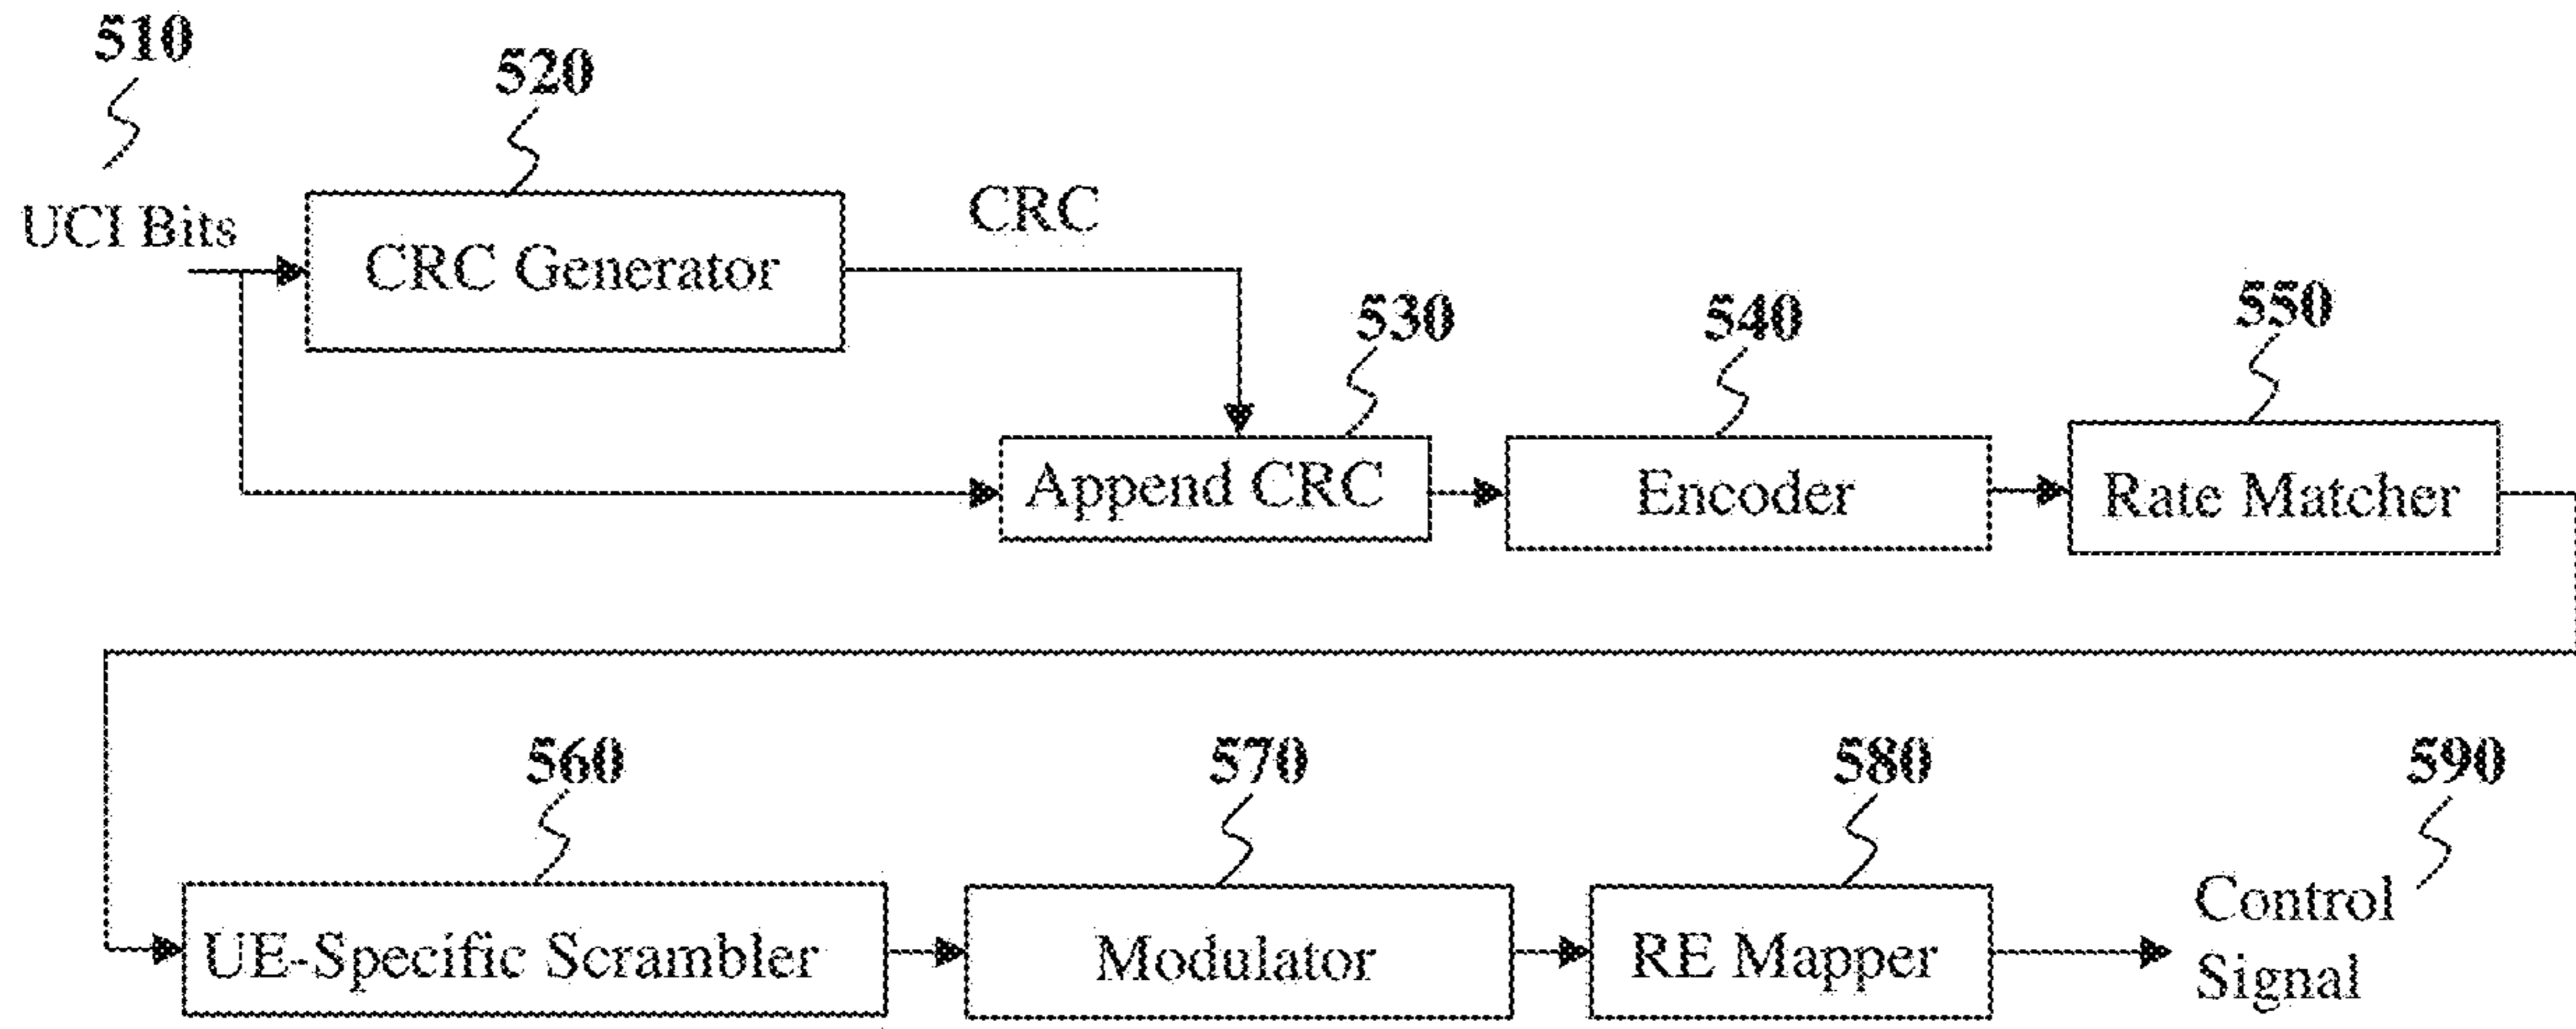 510
520
UCI Bits
CRC Generator
CRC
530
540
550
Append CRC
Encoder
Rate Matcher
560
570
580
590
UE-Specific Scrambler
Modulator
RE Mapper
Control
Signal